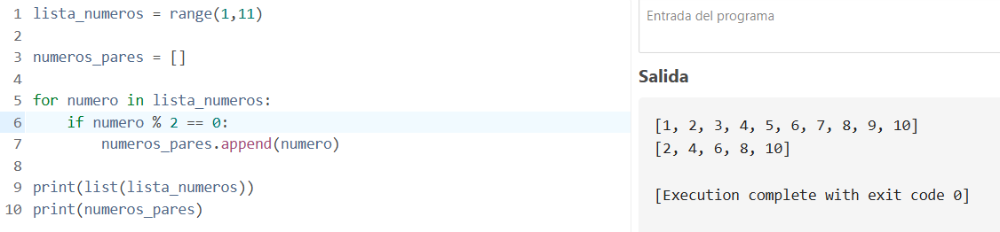 1 lista_numeros = range(1,11)
2
3 numeros_pares = []
4
5 for numero in lista_numeros:
6     if numero % 2 == 0:
7         numeros_pares.append(numero)
8
9 print(list(lista_numeros))
10 print(numeros_pares)
Entrada del programa
Salida
[1, 2, 3, 4, 5, 6, 7, 8, 9, 10]
[2, 4, 6, 8, 10]
[Execution complete with exit code 0]